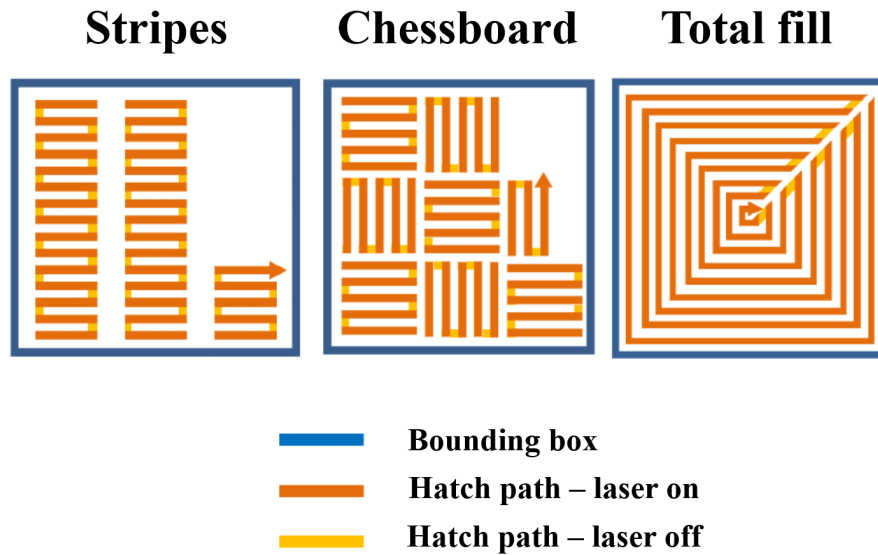 Stripes Chessboard Total fill
Bounding box
Hatch path – laser on
Hatch path – laser off